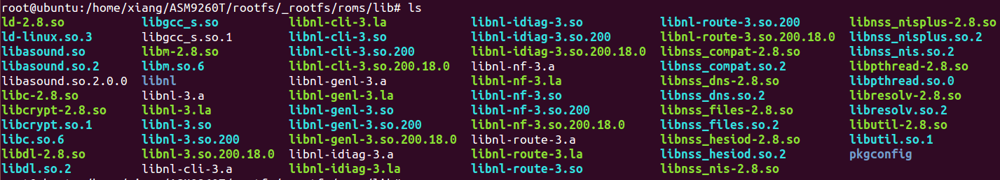 root@ubuntu:/home/xiang/ASM9260T/rootfs/_rootfs/roms/lib# ls
ld-2.8.so libgcc_s.so libnl-cli-3.la libnl-idiag-3.so libnl-route-3.so.200 libnss_nisplus-2.8.so
ld-linux.so.3 libgcc_s.so.1 libnl-cli-3.so libnl-idiag-3.so.200 libnl-route-3.so.200.18.0 libnss_nisplus.so.2
libasound.so libm-2.8.so libnl-cli-3.so.200 libnl-idiag-3.so.200.18.0 libnss_compat-2.8.so libnss_nis.so.2
libasound.so.2 libm.so.6 libnl-cli-3.so.200.18.0 libnl-nf-3.a libnss_compat.so.2 libpthread-2.8.so
libasound.so.2.0.0 libnl libnl-genl-3.a libnl-nf-3.la libnss_dns-2.8.so libpthread.so.0
libc-2.8.so libnl-3.a libnl-genl-3.la libnl-nf-3.so libnss_dns.so.2 libresolv-2.8.so
libcrypt-2.8.so libnl-3.la libnl-genl-3.so libnl-nf-3.so.200 libnss_files-2.8.so libresolv.so.2
libcrypt.so.1 libnl-3.so libnl-genl-3.so.200 libnl-nf-3.so.200.18.0 libnss_files.so.2 libutil-2.8.so
libc.so.6 libnl-3.so.200 libnl-genl-3.so.200.18.0 libnl-route-3.a libnss_hesiod-2.8.so libutil.so.1
libdl-2.8.so libnl-3.so.200.18.0 libnl-idiag-3.a libnl-route-3.la libnss_hesiod.so.2 pkgconfig
libdl.so.2 libnl-cli-3.a libnl-idiag-3.la libnl-route-3.so libnss_nis-2.8.so